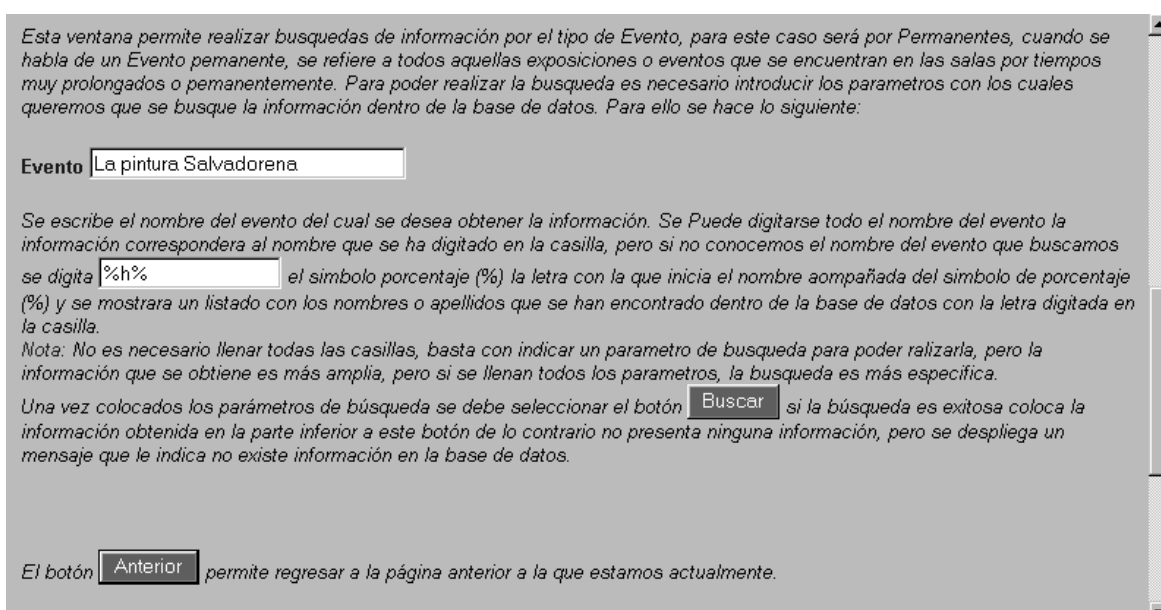 Esta ventana permite realizar busquedas de información por el tipo de Evento, para este caso será por Permanentes, cuando se
habla de un Evento pemanente, se refiere a todos aquellas exposiciones o eventos que se encuentran en las salas por tiempos
muy prolongados o pemanentemente. Para poder realizar la busqueda es necesario introducir los parametros con los cuales
queremos que se busque la información dentro de la base de datos. Para ello se hace lo siguiente:
Evento La pintura Salvadorena
Se escribe el nombre del evento del cual se desea obtener la información. Se Puede digitarse todo el nombre del evento la
información correspondera al nombre que se ha digitado en la casilla, pero si no conocemos el nombre del evento que buscamos
se digita %h% el simbolo porcentaje (%) la letra con la que inicia el nombre aompañada del simbolo de porcentaje
(%) y se mostrara un listado con los nombres o apellidos que se han encontrado dentro de la base de datos con la letra digitada en
la casilla.
Nota: No es necesario llenar todas las casillas, basta con indicar un parametro de busqueda para poder ralizarla, pero la
información que se obtiene es más amplia, pero si se llenan todos los parametros, la busqueda es más especifica.
Una vez colocados los parámetros de búsqueda se debe seleccionar el botón Buscar si la búsqueda es exitosa coloca la
información obtenida en la parte inferior a este botón de lo contrario no presenta ninguna información, pero se despliega un
mensaje que le indica no existe información en la base de datos.
El botón Anterior permite regresar a la página anterior a la que estamos actualmente.